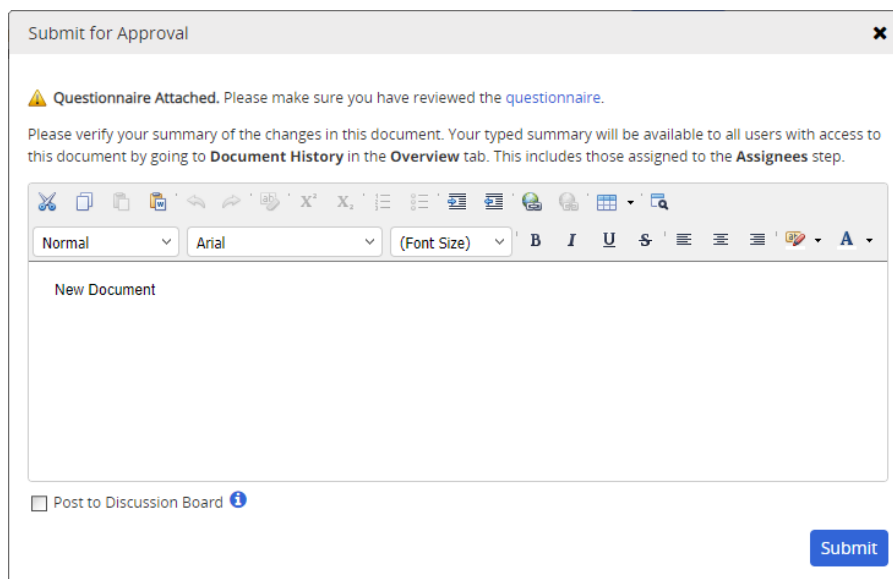 Submit for Approval
Questionnaire Attached. Please make sure you have reviewed the questionnaire.
Please verify your summary of the changes in this document. Your typed summary will be available to all users with access to
this document by going to Document History in the Overview tab. This includes those assigned to the Assignees step.
Normal Arial (Font Size) B I U S A
New Document
Post to Discussion Board
Submit